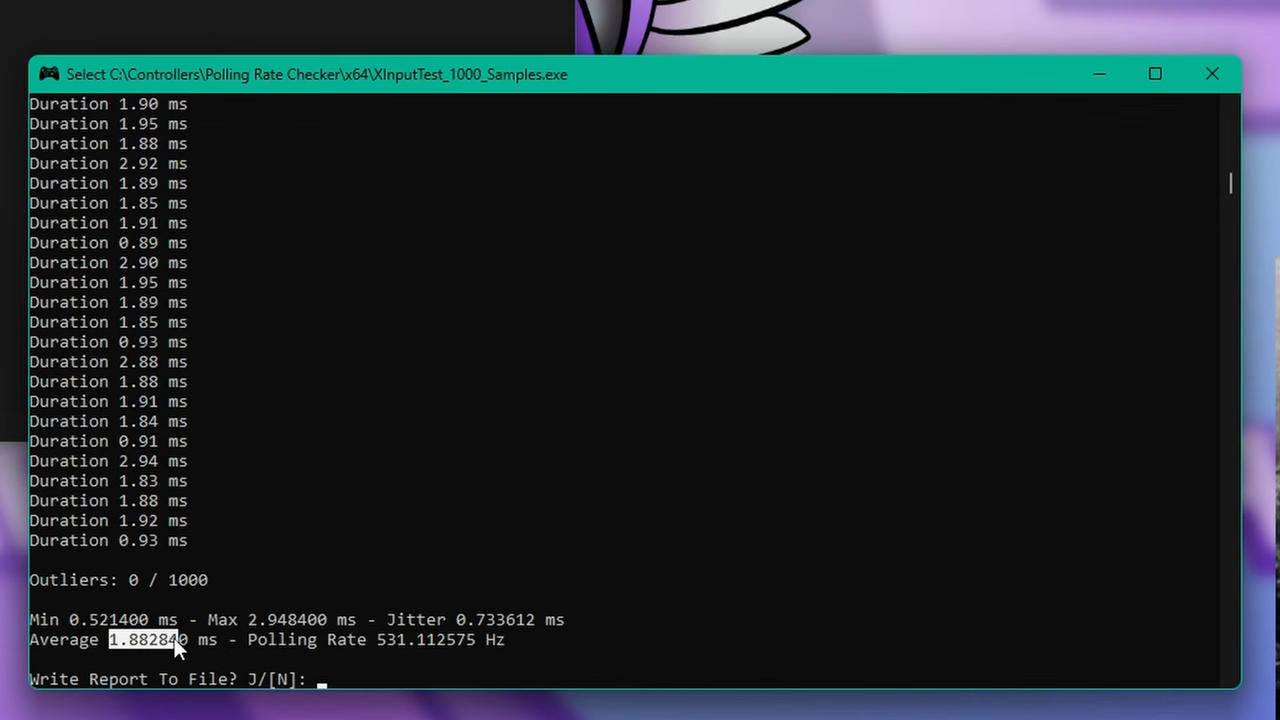 Select C:\Controllers\Polling Rate Checker\x64\XInputTest_1000_Samples.exe
Duration 1.90 ms
Duration 1.95 ms
Duration 1.88 ms
Duration 2.92 ms
Duration 1.89 ms
Duration 1.85 ms
Duration 1.91 ms
Duration 0.89 ms
Duration 2.90 ms
Duration 1.95 ms
Duration 1.89 ms
Duration 1.85 ms
Duration 0.93 ms
Duration 2.88 ms
Duration 1.88 ms
Duration 1.91 ms
Duration 1.84 ms
Duration 0.91 ms
Duration 2.94 ms
Duration 1.83 ms
Duration 1.88 ms
Duration 1.92 ms
Duration 0.93 ms
Outliers: 0 / 1000
Min 0.521400 ms - Max 2.948400 ms - Jitter 0.733612 ms
Average 1.882840 ms - Polling Rate 531.112575 Hz
Write Report To File? J/[N]: